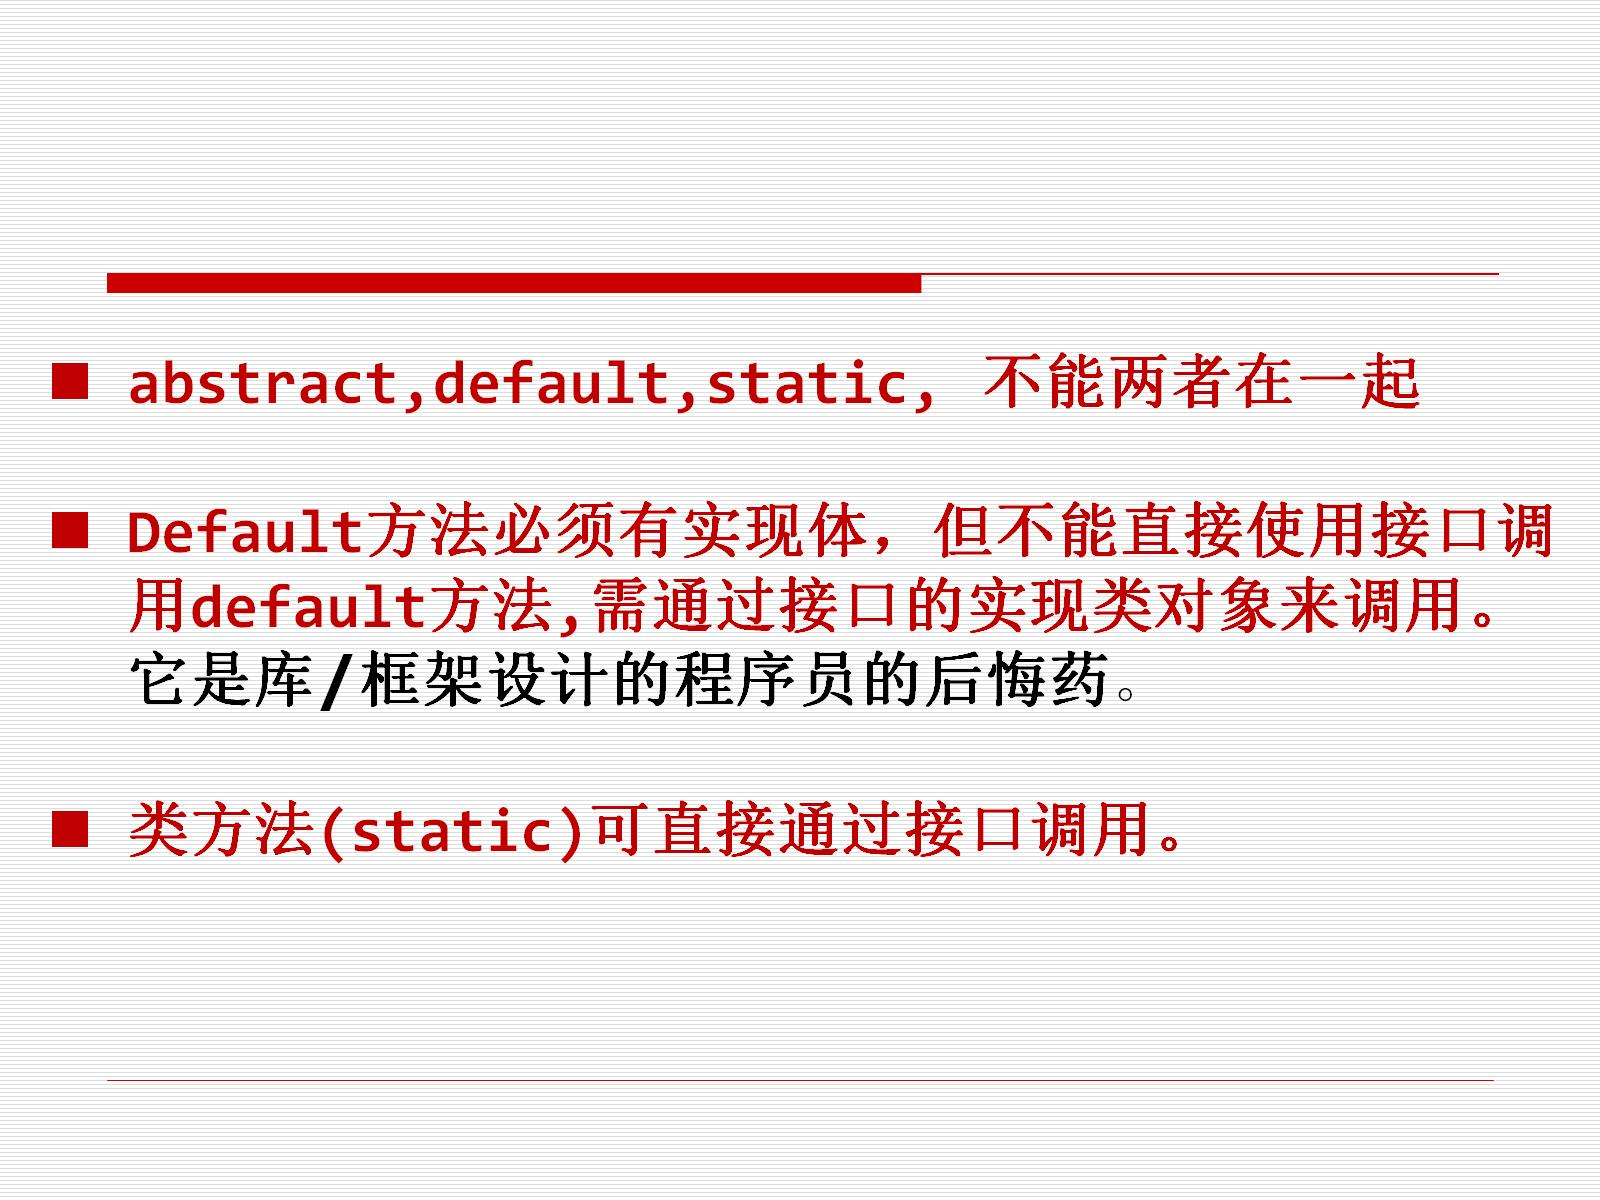 abstract,default,static, 不能两者在一起
Default方法必须有实现体，但不能直接使用接口调
用default方法,需通过接口的实现类对象来调用。
它是库/框架设计的程序员的后悔药。
类方法(static)可直接通过接口调用。